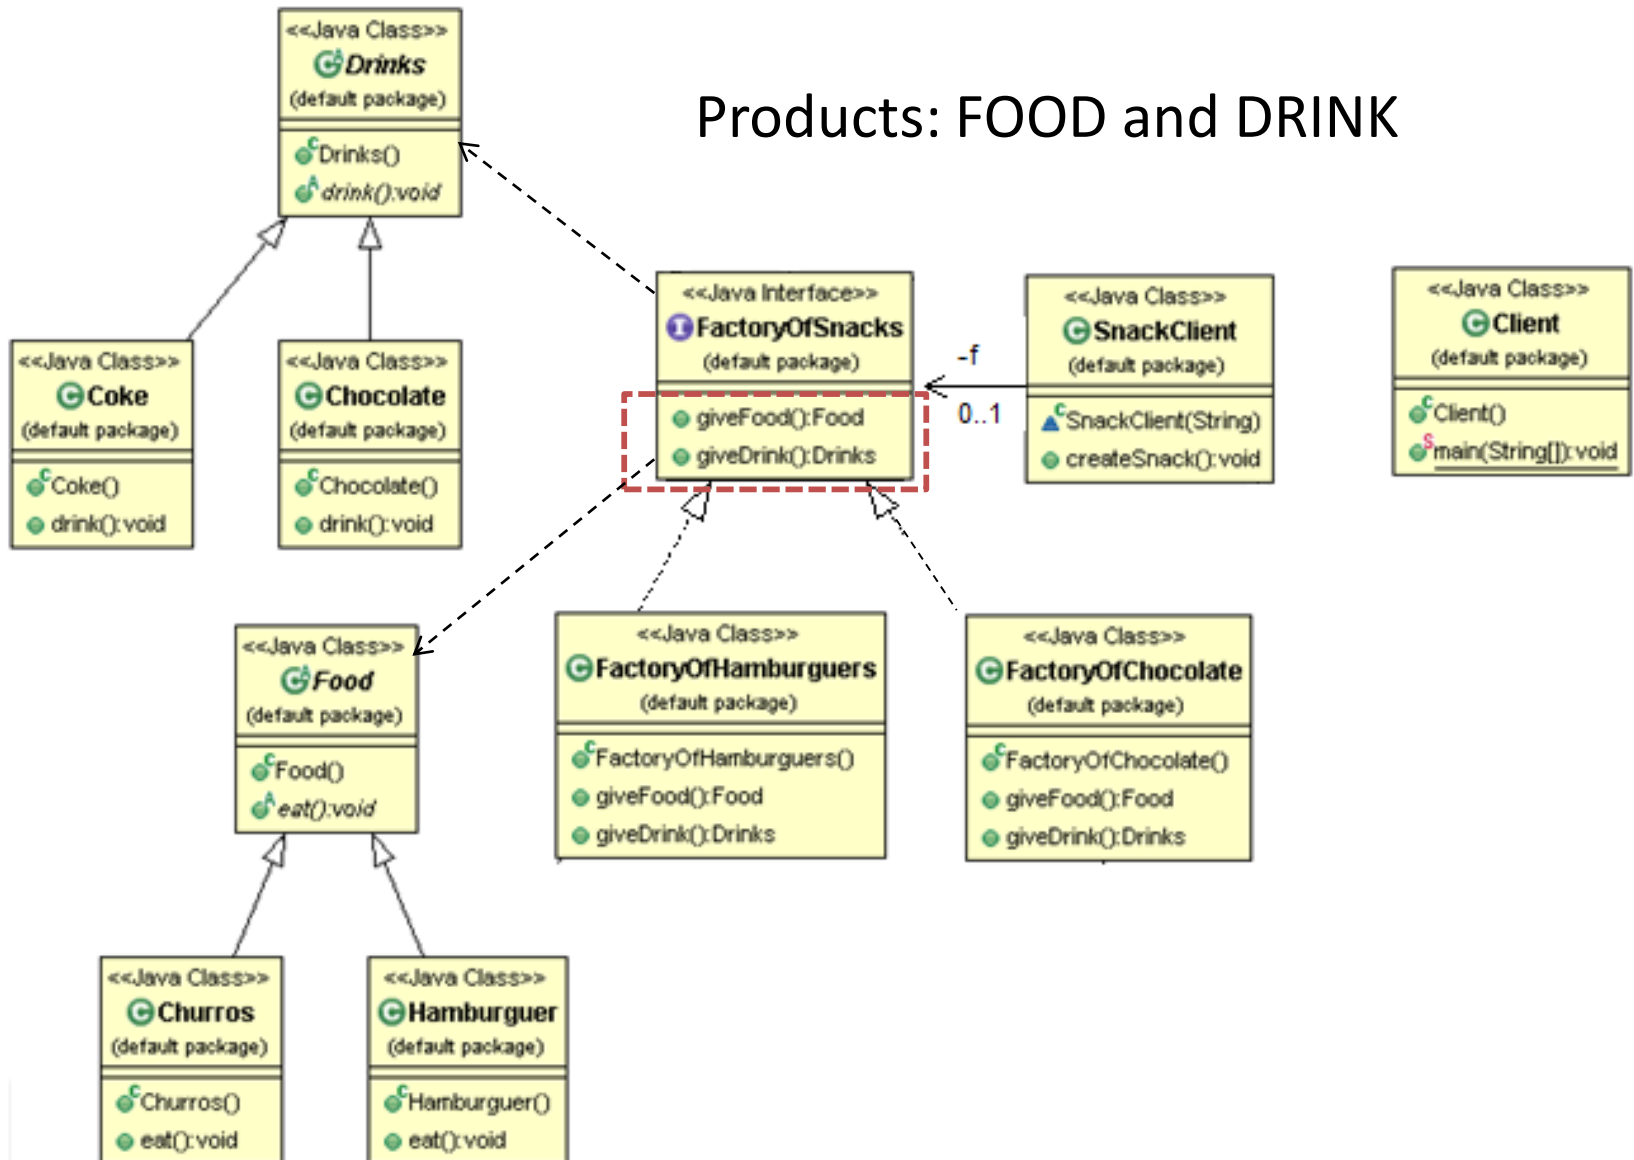 <<Java Class>>
Drinks
(default package)
Drinks()
drink():void
Products: FOOD and DRINK
<<Java Interface>>
FactoryOfSnacks
(default package)
giveFood():Food
giveDrink():Drinks
-f
0..1
<<Java Class>>
SnackClient
(default package)
SnackClient(String)
createSnack():void
<<Java Class>>
Client
(default package)
Client()
main(String[]):void
<<Java Class>>
Coke
(default package)
Coke()
drink():void
<<Java Class>>
Chocolate
(default package)
Chocolate()
drink():void
<<Java Class>>
Food
(default package)
Food()
eat():void
<<Java Class>>
FactoryOfHamburguers
(default package)
FactoryOfHamburguers()
giveFood():Food
giveDrink():Drinks
<<Java Class>>
FactoryOfChocolate
(default package)
FactoryOfChocolate()
giveFood():Food
giveDrink():Drinks
<<Java Class>>
Churros
(default package)
Churros()
eat():void
<<Java Class>>
Hamburguer
(default package)
Hamburguer()
eat():void